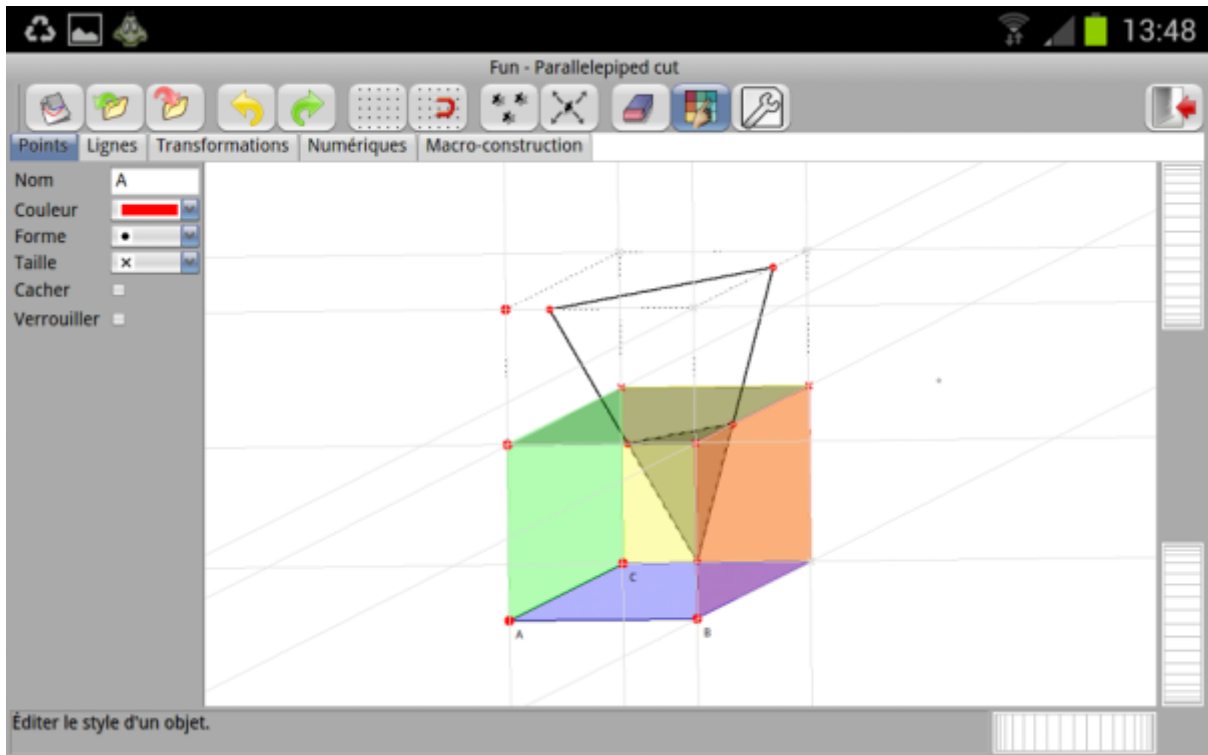 13:48
Fun - Parallelepiped cut
Points Lignes Transformations Numériques Macro-construction
Nom A
Couleur
Forme
Taille
Cacher
Verrouiller
C
A
B
Éditer le style d'un objet.